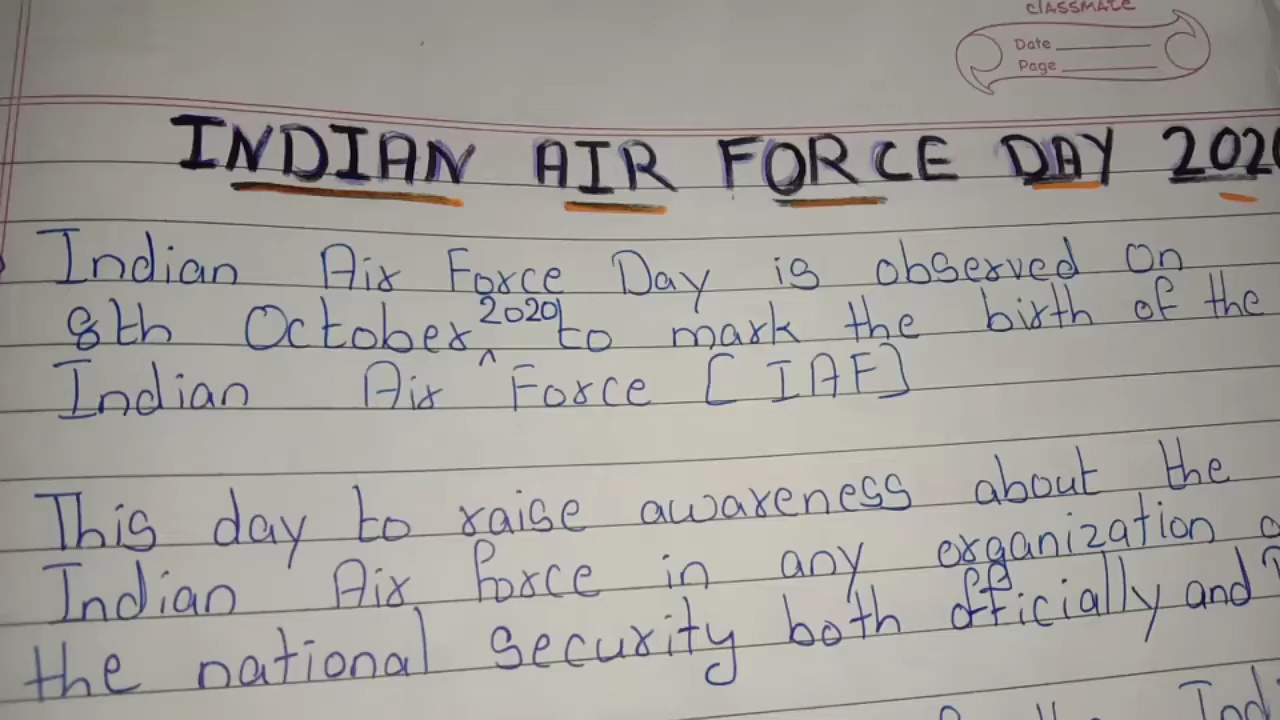 classmate
Date
Page
INDIAN AIR FORCE DAY 2020
Indian Air Force Day is observed on
8th October 2020 to mark the birth of the
Indian Air Force [IAF]
This day to raise awareness about the
Indian Air Force in any organization
the national security both officially and